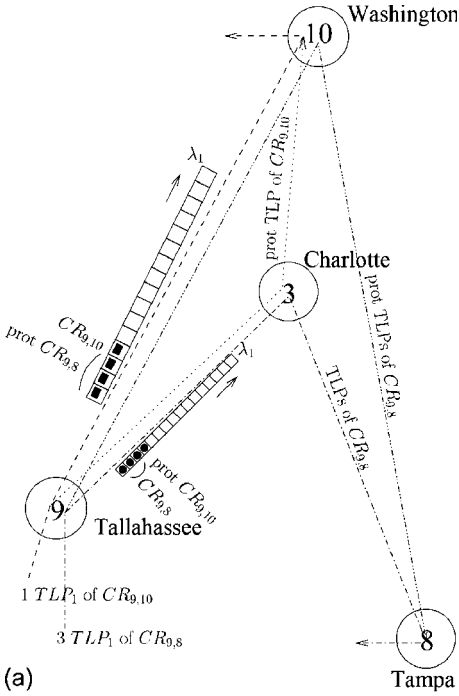 Washington
10
λ1
prot TLP of CR9,10
Charlotte
3
CR9,10
prot CR9,8
λ1
prot TLPs of CR9,8
TLPs of CR9,8
prot CR9,10
CR9,8
9
Tallahassee
1 TLP1 of CR9,10
3 TLP1 of CR9,8
8
(a)
Tampa